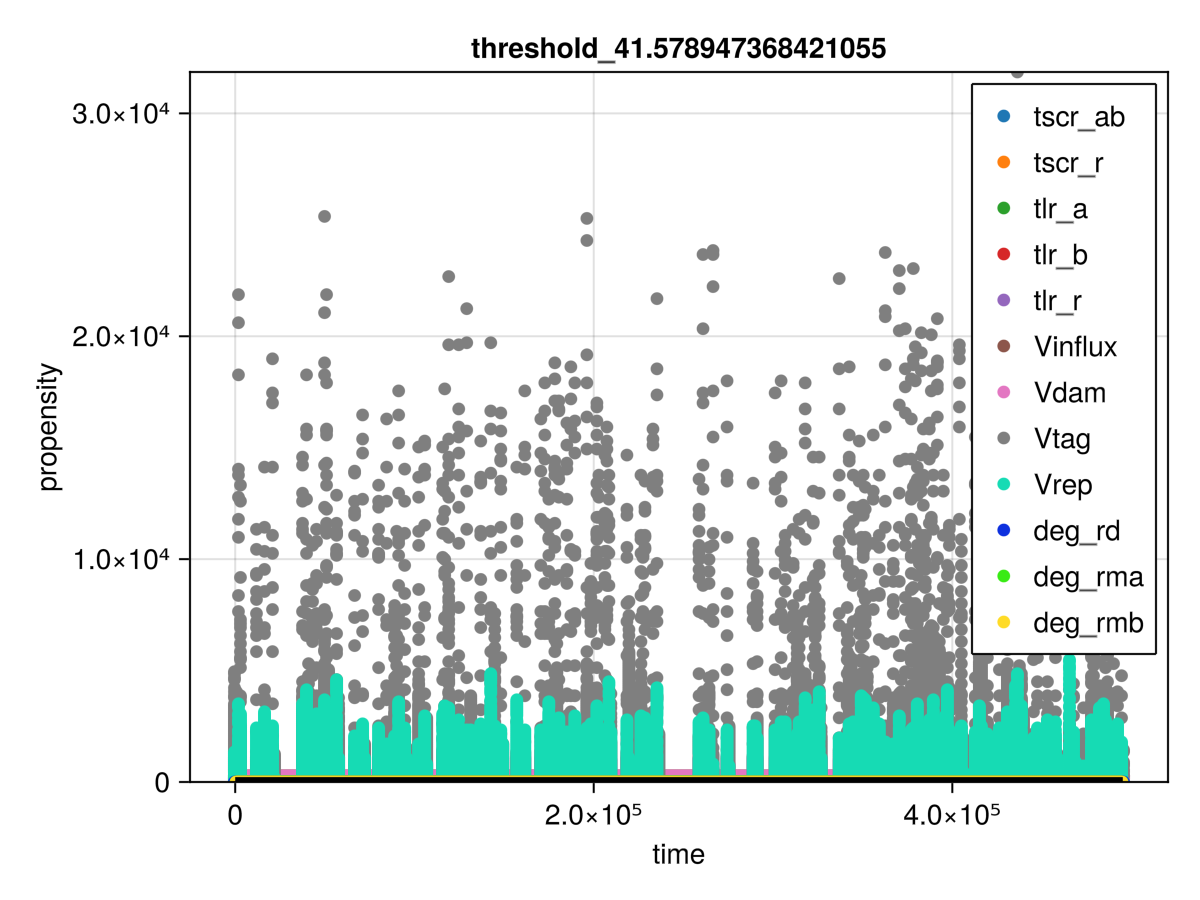 threshold_41.578947368421055
3.0×10⁴
2.0×10⁴
1.0×10⁴
0
propensity
0
2.0×10⁵
4.0×10⁵
time
tscr_ab
tscr_r
tlr_a
tlr_b
tlr_r
Vinflux
Vdam
Vtag
Vrep
deg_rd
deg_rma
deg_rmb